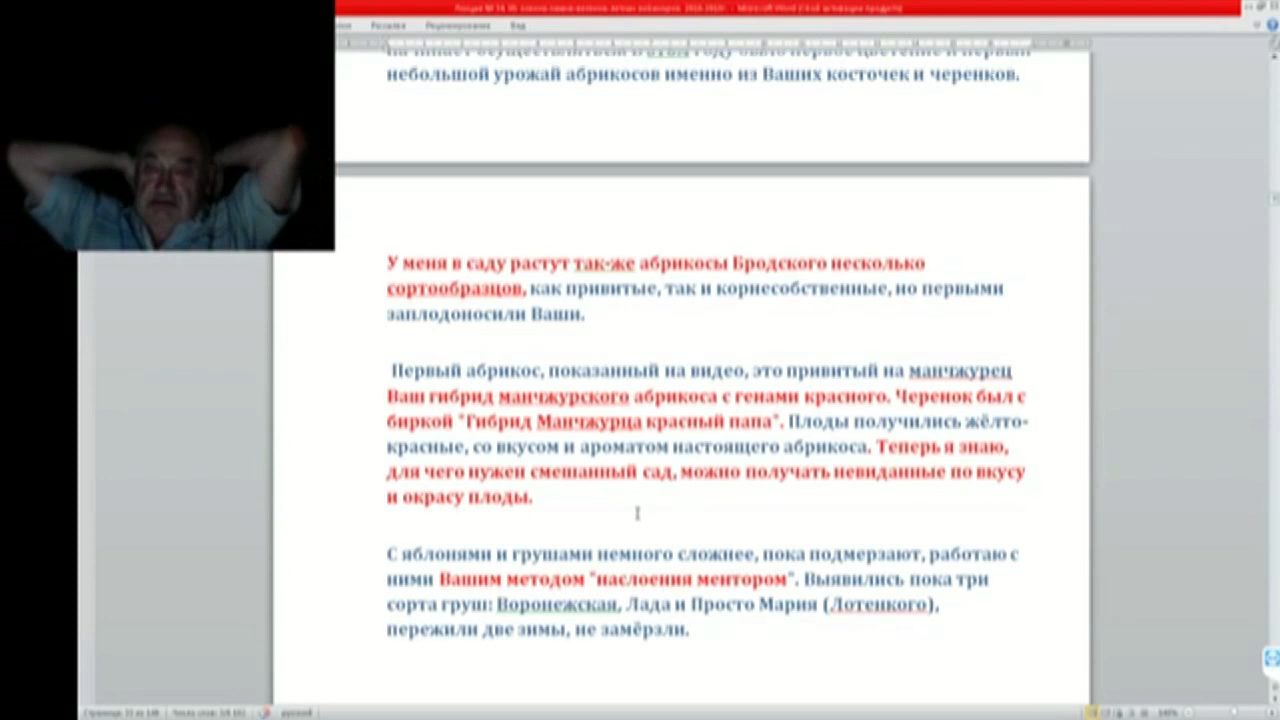 Рассылки Рецензирование Вид
небольшой урожай абрикосов именно из Ваших косточек и черенков.
У меня в саду растут так-же абрикосы Бродского несколько
сортообразцов, как привитые, так и корнесобственные, но первыми
заплодоносили Ваши.
Первый абрикос, показанный на видео, это привитый на манчжурец
Ваш гибрид манчжурского абрикоса с генами красного. Черенок был с
биркой "Гибрид Манчжурца красный папа". Плоды получились жёлто-
красные, со вкусом и ароматом настоящего абрикоса. Теперь я знаю,
для чего нужен смешанный сад, можно получать невиданные по вкусу
и окрасу плоды.
С яблонями и грушами немного сложнее, пока подмерзают, работаю с
ними Вашим методом "наслоения ментором". Выявились пока три
сорта груш: Воронежская, Лада и Просто Мария (Лотенкого),
пережили две зимы, не замёрзли.
русский